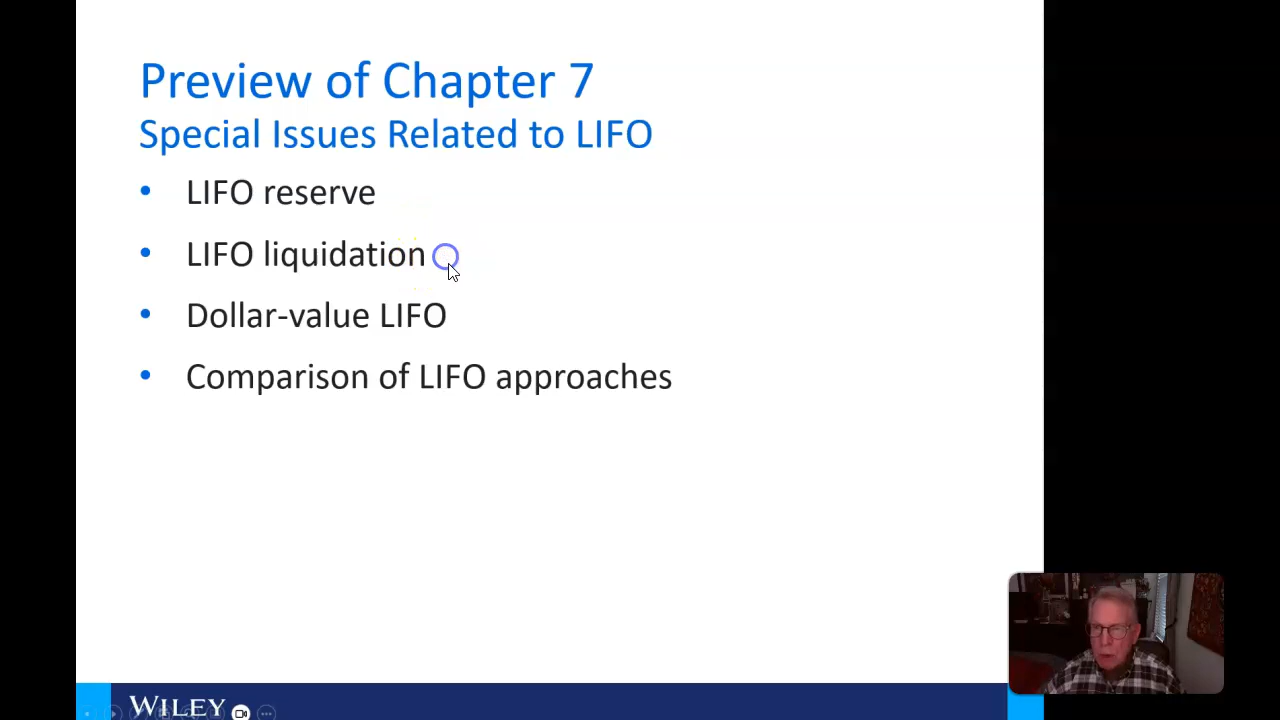 Preview of Chapter 7
Special Issues Related to LIFO
• LIFO reserve
• LIFO liquidation
• Dollar-value LIFO
• Comparison of LIFO approaches
WILEY